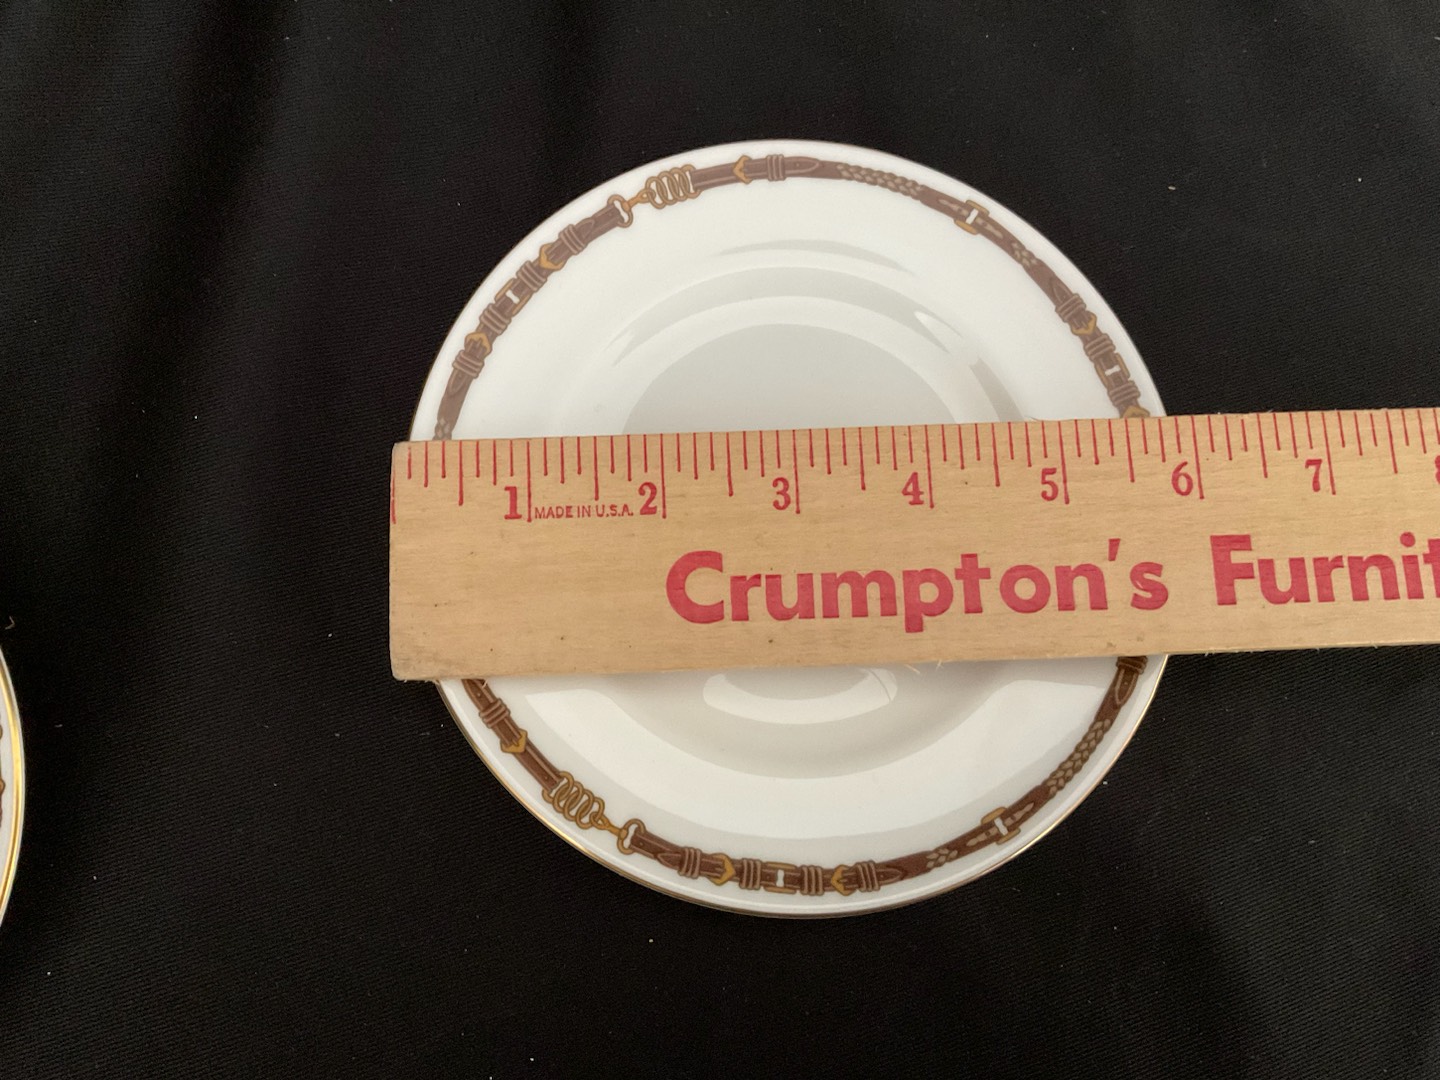 1 MADE IN U.S.A. 2 3 4 5 6 7
Crumpton's Furnit